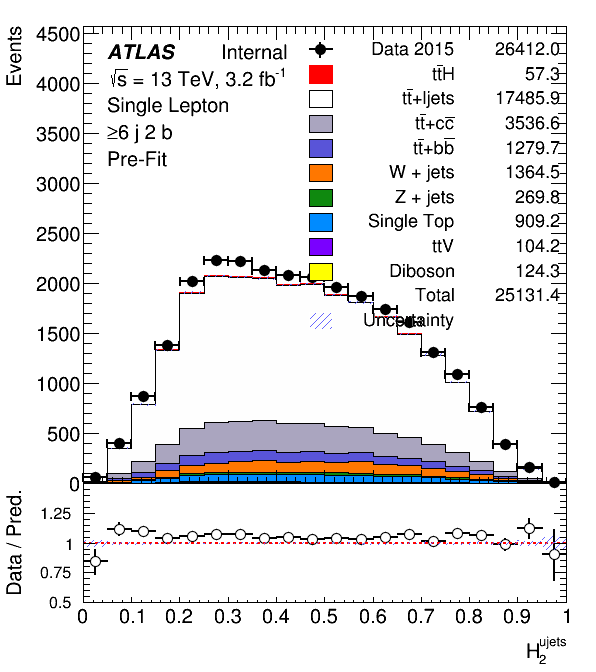 Events
4500
4000
3500
3000
2500
2000
1500
1000
500
0
ATLAS Internal
√s = 13 TeV, 3.2 fb⁻¹
Single Lepton
≥6 j 2 b
Pre-Fit
Data 2015 26412.0
tt̄H 57.3
tt̄+ljets 17485.9
tt̄+cc̄ 3536.6
tt̄+bb̄ 1279.7
W + jets 1364.5
Z + jets 269.8
Single Top 909.2
ttV 104.2
Diboson 124.3
Total 25131.4
Uncertainty
Data / Pred.
1.25
1
0.75
0.5
0 0.1 0.2 0.3 0.4 0.5 0.6 0.7 0.8 0.9 1
H₂ᵘʲᵉᵗˢ